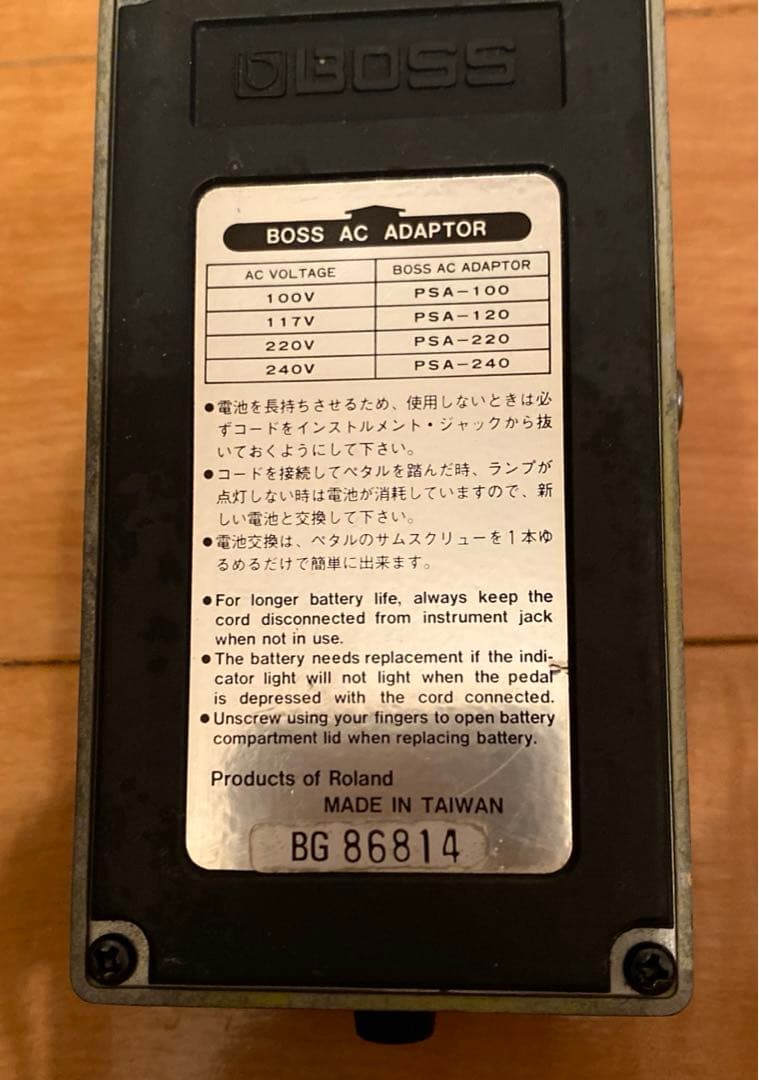 BOSS
BOSS AC ADAPTOR
AC VOLTAGE BOSS AC ADAPTOR
100V PSA-100
117V PSA-120
220V PSA-220
240V PSA-240
●電池を長持ちさせるため、使用しないときは必
ずコードをインストルメント・ジャックから抜
いておくようにして下さい。
●コードを接続してペタルを踏んだ時、ランプが
点灯しない時は電池が消耗していますので、新
しい電池と交換して下さい。
●電池交換は、ペタルのサムスクリューを1本ゆ
るめるだけで簡単に出来ます。
●For longer battery life, always keep the
cord disconnected from instrument jack
when not in use.
●The battery needs replacement if the indi-
cator light will not light when the pedal
is depressed with the cord connected.
●Unscrew using your fingers to open battery
compartment lid when replacing battery.
Products of Roland
MADE IN TAIWAN
BG 86814